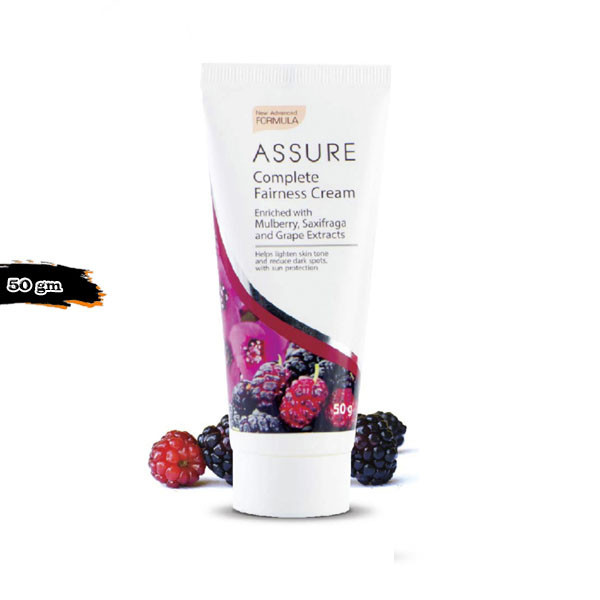 New Advanced
FORMULA
ASSURE
Complete
Fairness Cream
Enriched with
Mulberry, Saxifraga
and Grape Extracts
Helps lighten skin tone
and reduce dark spots,
with sun protection
50 g
50 gm